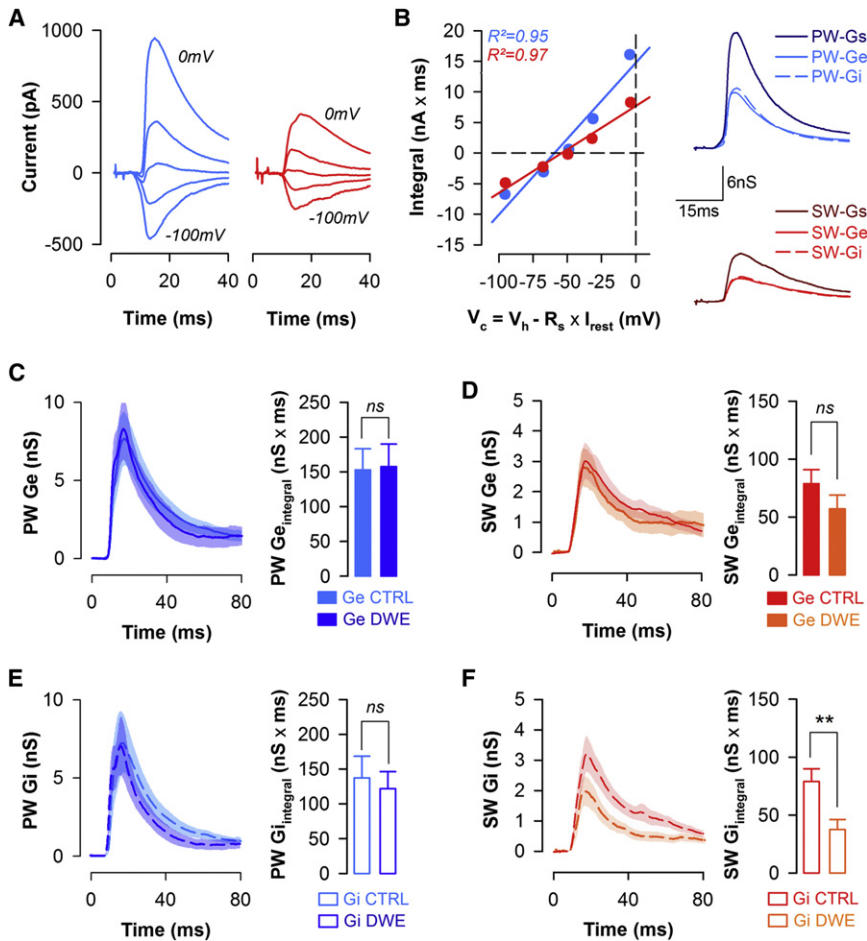 A
1000
500
0
-500
Current (pA)
0mV
-100mV
0mV
-100mV
0 20 40
0 20 40
Time (ms)
Time (ms)
B
R²=0.95
R²=0.97
20
15
10
5
0
-5
-10
-15
Integral (nA x ms)
-100 -75 -50 -25 0
Vc = Vh - Rs x Irest (mV)
PW-Gs
PW-Ge
PW-Gi
6nS
15ms
SW-Gs
SW-Ge
SW-Gi
C
10
5
0
PW Ge (nS)
0 40 80
Time (ms)
250
200
150
100
50
0
PW Geintegral (nS x ms)
ns
Ge CTRL
Ge DWE
D
5
4
3
2
1
0
SW Ge (nS)
0 40 80
Time (ms)
150
100
50
0
SW Geintegral (nS x ms)
ns
Ge CTRL
Ge DWE
E
10
5
0
PW Gi (nS)
0 40 80
Time (ms)
250
200
150
100
50
0
PW Giintegral (nS x ms)
ns
Gi CTRL
Gi DWE
F
5
4
3
2
1
0
SW Gi (nS)
0 40 80
Time (ms)
150
100
50
0
SW Giintegral (nS x ms)
**
Gi CTRL
Gi DWE